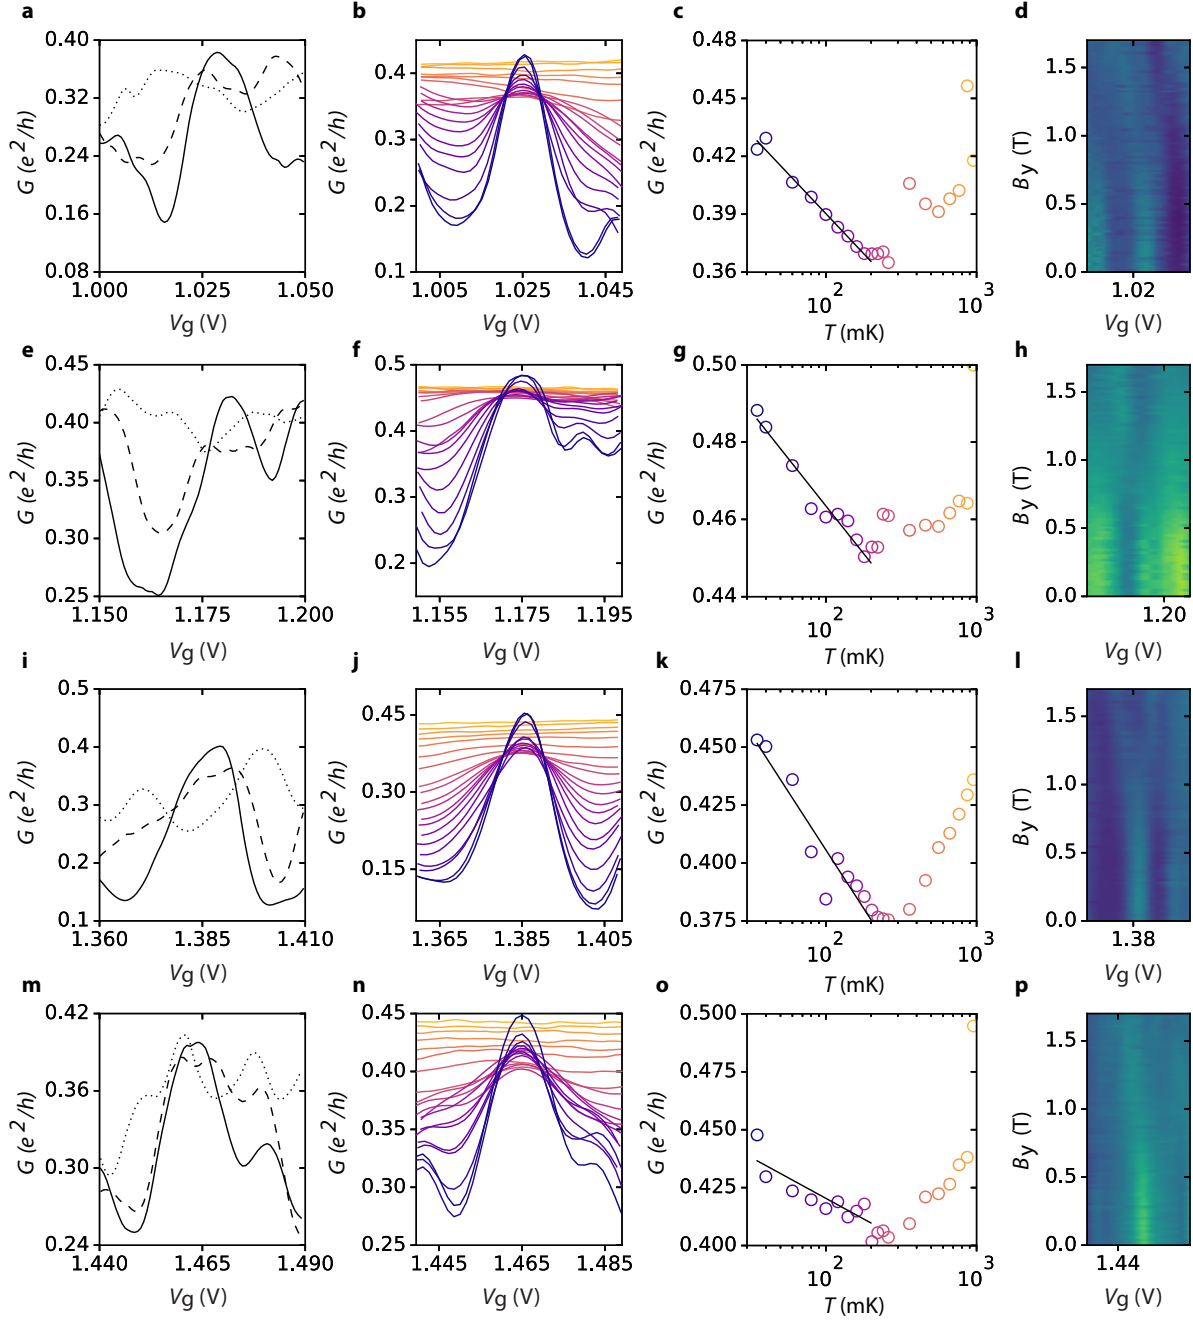 a
0.40
0.32
0.24
0.16
0.08
G (e²/h)
1.000 1.025 1.050
Vg (V)
b
0.4
0.3
0.2
0.1
G (e²/h)
1.005 1.025 1.045
Vg (V)
c
0.48
0.45
0.42
0.39
0.36
G (e²/h)
10² 10³
T (mK)
d
1.5
1.0
0.5
0.0
By (T)
1.02
Vg (V)
e
0.45
0.40
0.35
0.30
0.25
G (e²/h)
1.150 1.175 1.200
Vg (V)
f
0.5
0.4
0.3
0.2
G (e²/h)
1.155 1.175 1.195
Vg (V)
g
0.50
0.48
0.46
0.44
G (e²/h)
10² 10³
T (mK)
h
1.5
1.0
0.5
0.0
By (T)
1.20
Vg (V)
i
0.5
0.4
0.3
0.2
0.1
G (e²/h)
1.360 1.385 1.410
Vg (V)
j
0.45
0.30
0.15
G (e²/h)
1.365 1.385 1.405
Vg (V)
k
0.475
0.450
0.425
0.400
0.375
G (e²/h)
10² 10³
T (mK)
l
1.5
1.0
0.5
0.0
By (T)
1.38
Vg (V)
m
0.42
0.36
0.30
0.24
G (e²/h)
1.440 1.465 1.490
Vg (V)
n
0.45
0.40
0.35
0.30
0.25
G (e²/h)
1.445 1.465 1.485
Vg (V)
o
0.500
0.475
0.450
0.425
0.400
G (e²/h)
10² 10³
T (mK)
p
1.5
1.0
0.5
0.0
By (T)
1.44
Vg (V)